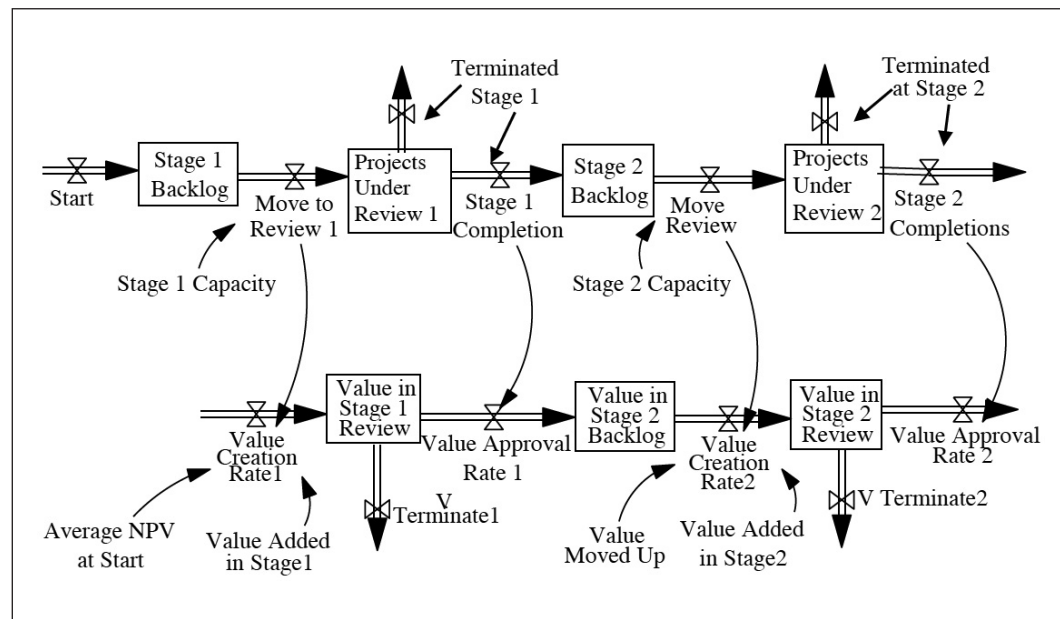 Terminated
Stage 1
Terminated
at Stage 2
Start
Stage 1
Backlog
Move to
Review 1
Projects
Under
Review 1
Stage 1
Completion
Stage 2
Backlog
Move
Review
Projects
Under
Review 2
Stage 2
Completions
Stage 1 Capacity
Stage 2 Capacity
Value
Creation
Rate1
Value in
Stage 1
Review
Value Approval
Rate 1
Value in
Stage 2
Backlog
Value
Creation
Rate2
Value in
Stage 2
Review
Value Approval
Rate 2
V
Terminate1
V Terminate2
Average NPV
at Start
Value Added
in Stage1
Value
Moved Up
Value Added
in Stage2